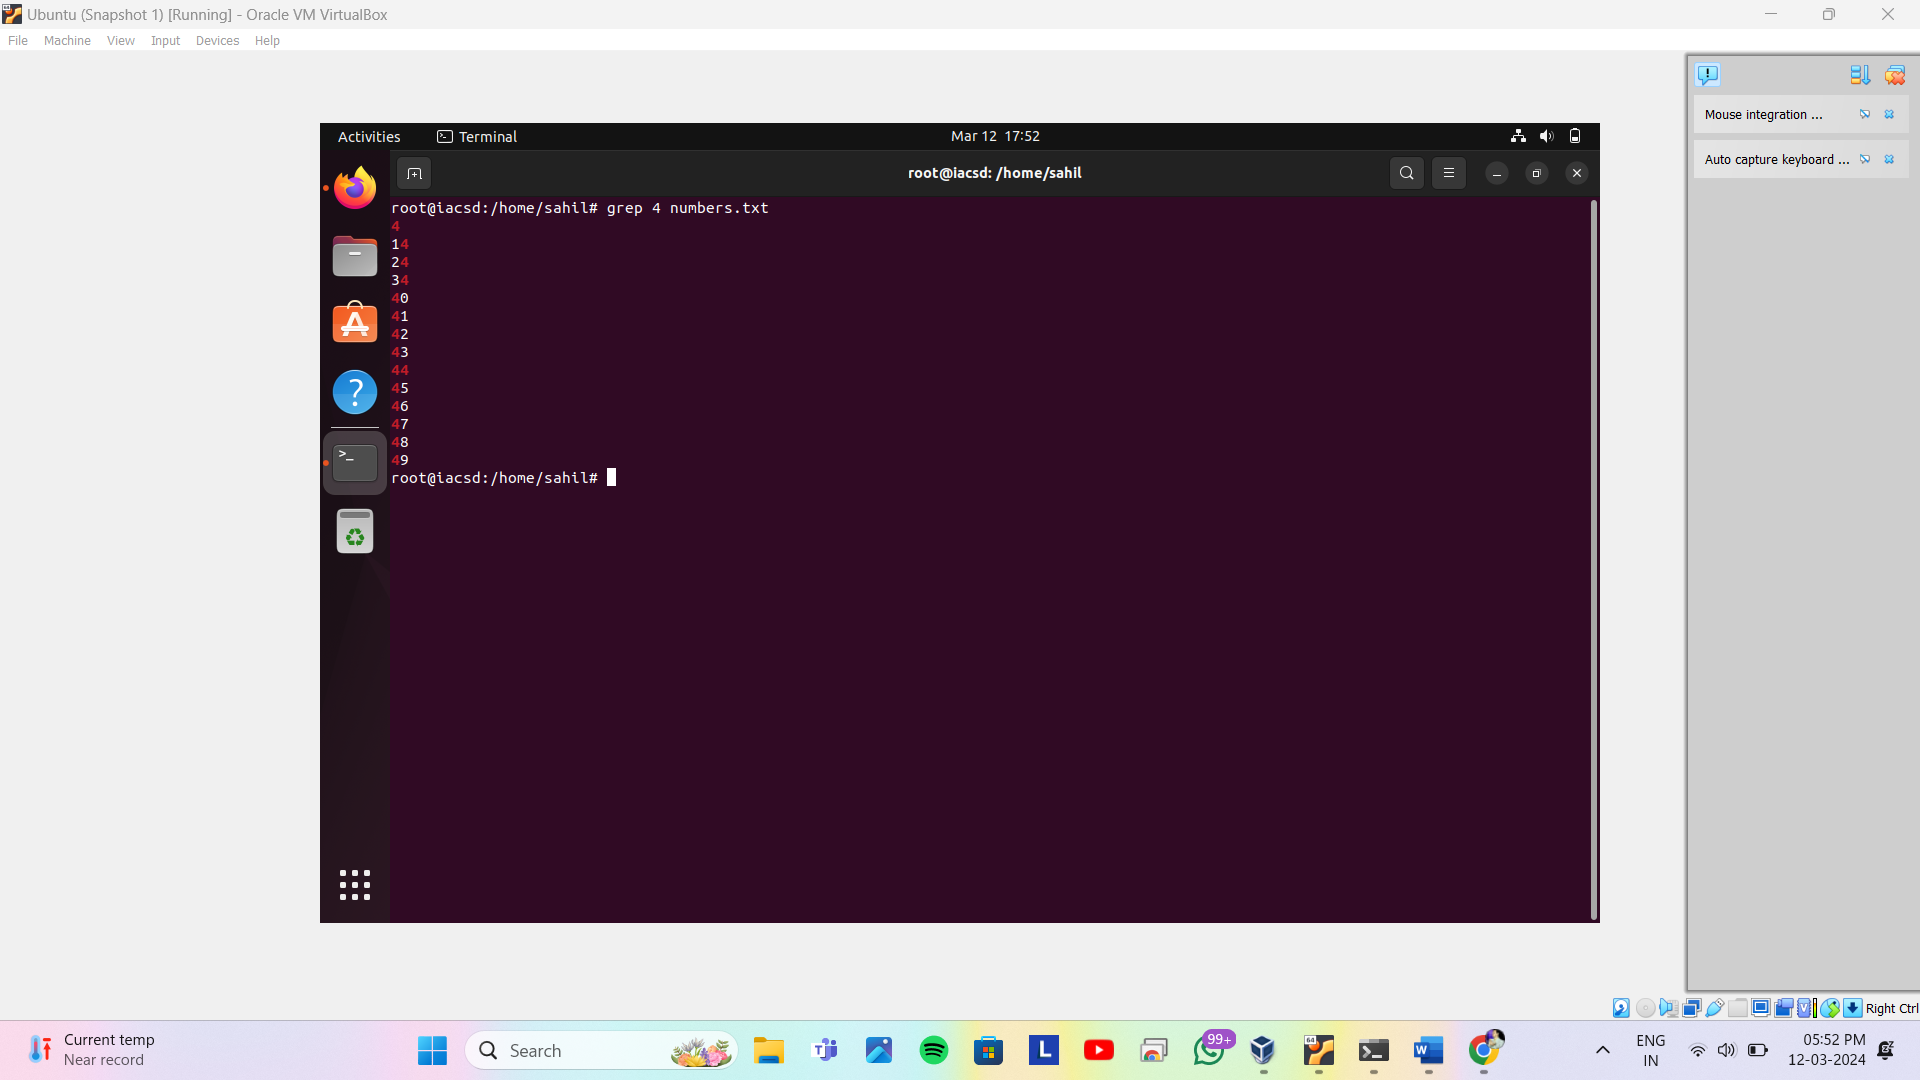 Ubuntu (Snapshot 1) [Running] - Oracle VM VirtualBox
File Machine View Input Devices Help
Mouse integration ...
Auto capture keyboard ...
Activities Terminal Mar 12 17:52
root@iacsd: /home/sahil
root@iacsd:/home/sahil# grep 4 numbers.txt
4
14
24
34
40
41
42
43
44
45
46
47
48
49
root@iacsd:/home/sahil#
Right Ctrl
Current temp
Near record
Search
99+
ENG
IN
05:52 PM
12-03-2024